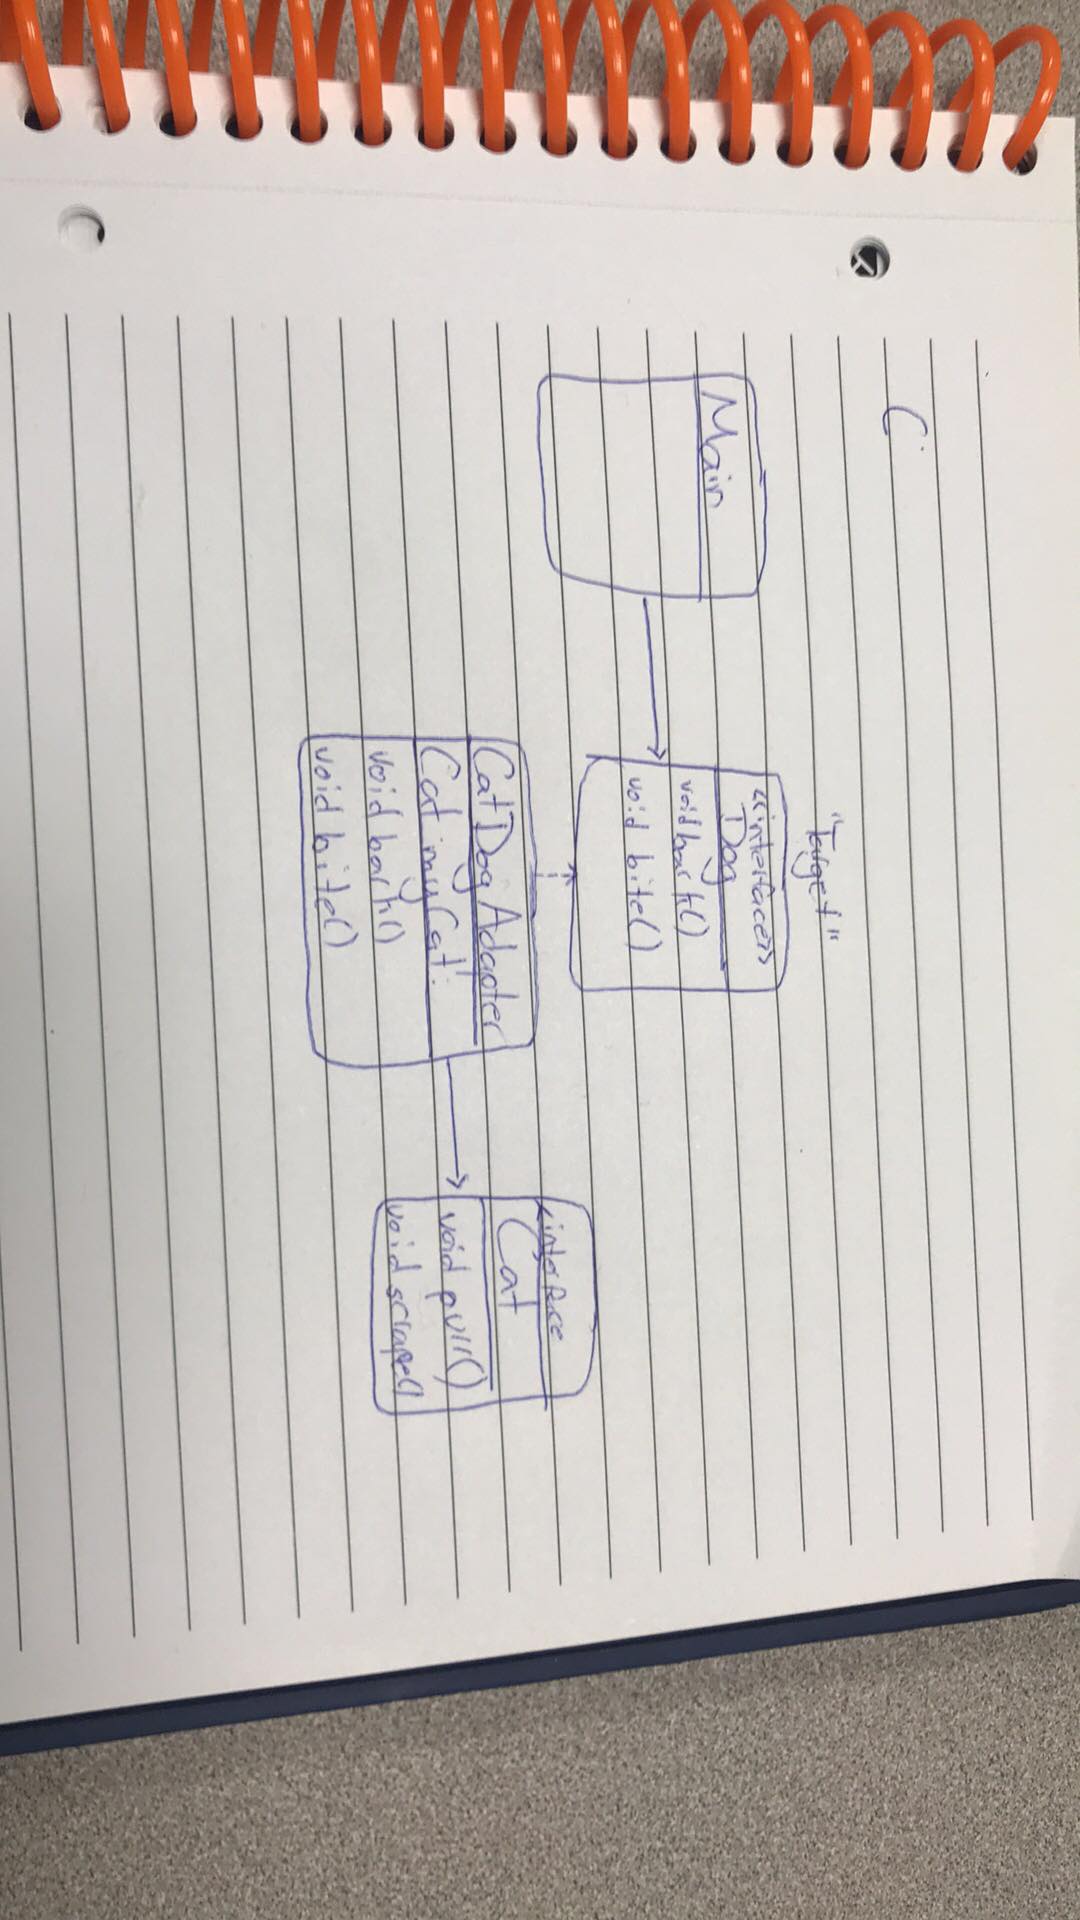 C.
"Target"
Main
<<interface>>
Dog
void bark()
void bite()
CatDogAdapter
Cat myCat;
void bark()
void bite()
<interface
Cat
void purr()
void scrape()